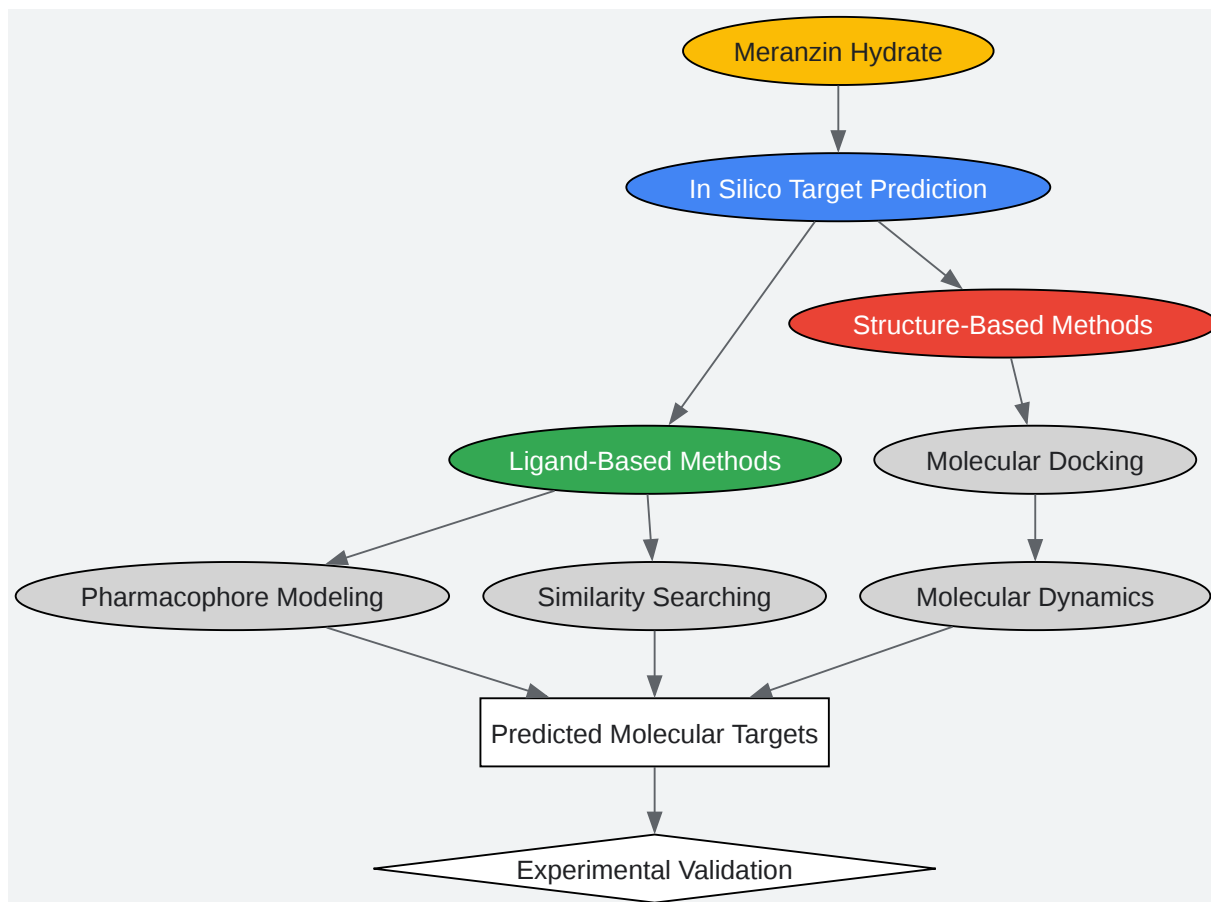 Meranzin Hydrate
In Silico Target Prediction
Structure-Based Methods
Ligand-Based Methods
Molecular Docking
Pharmacophore Modeling
Similarity Searching
Molecular Dynamics
Predicted Molecular Targets
Experimental Validation